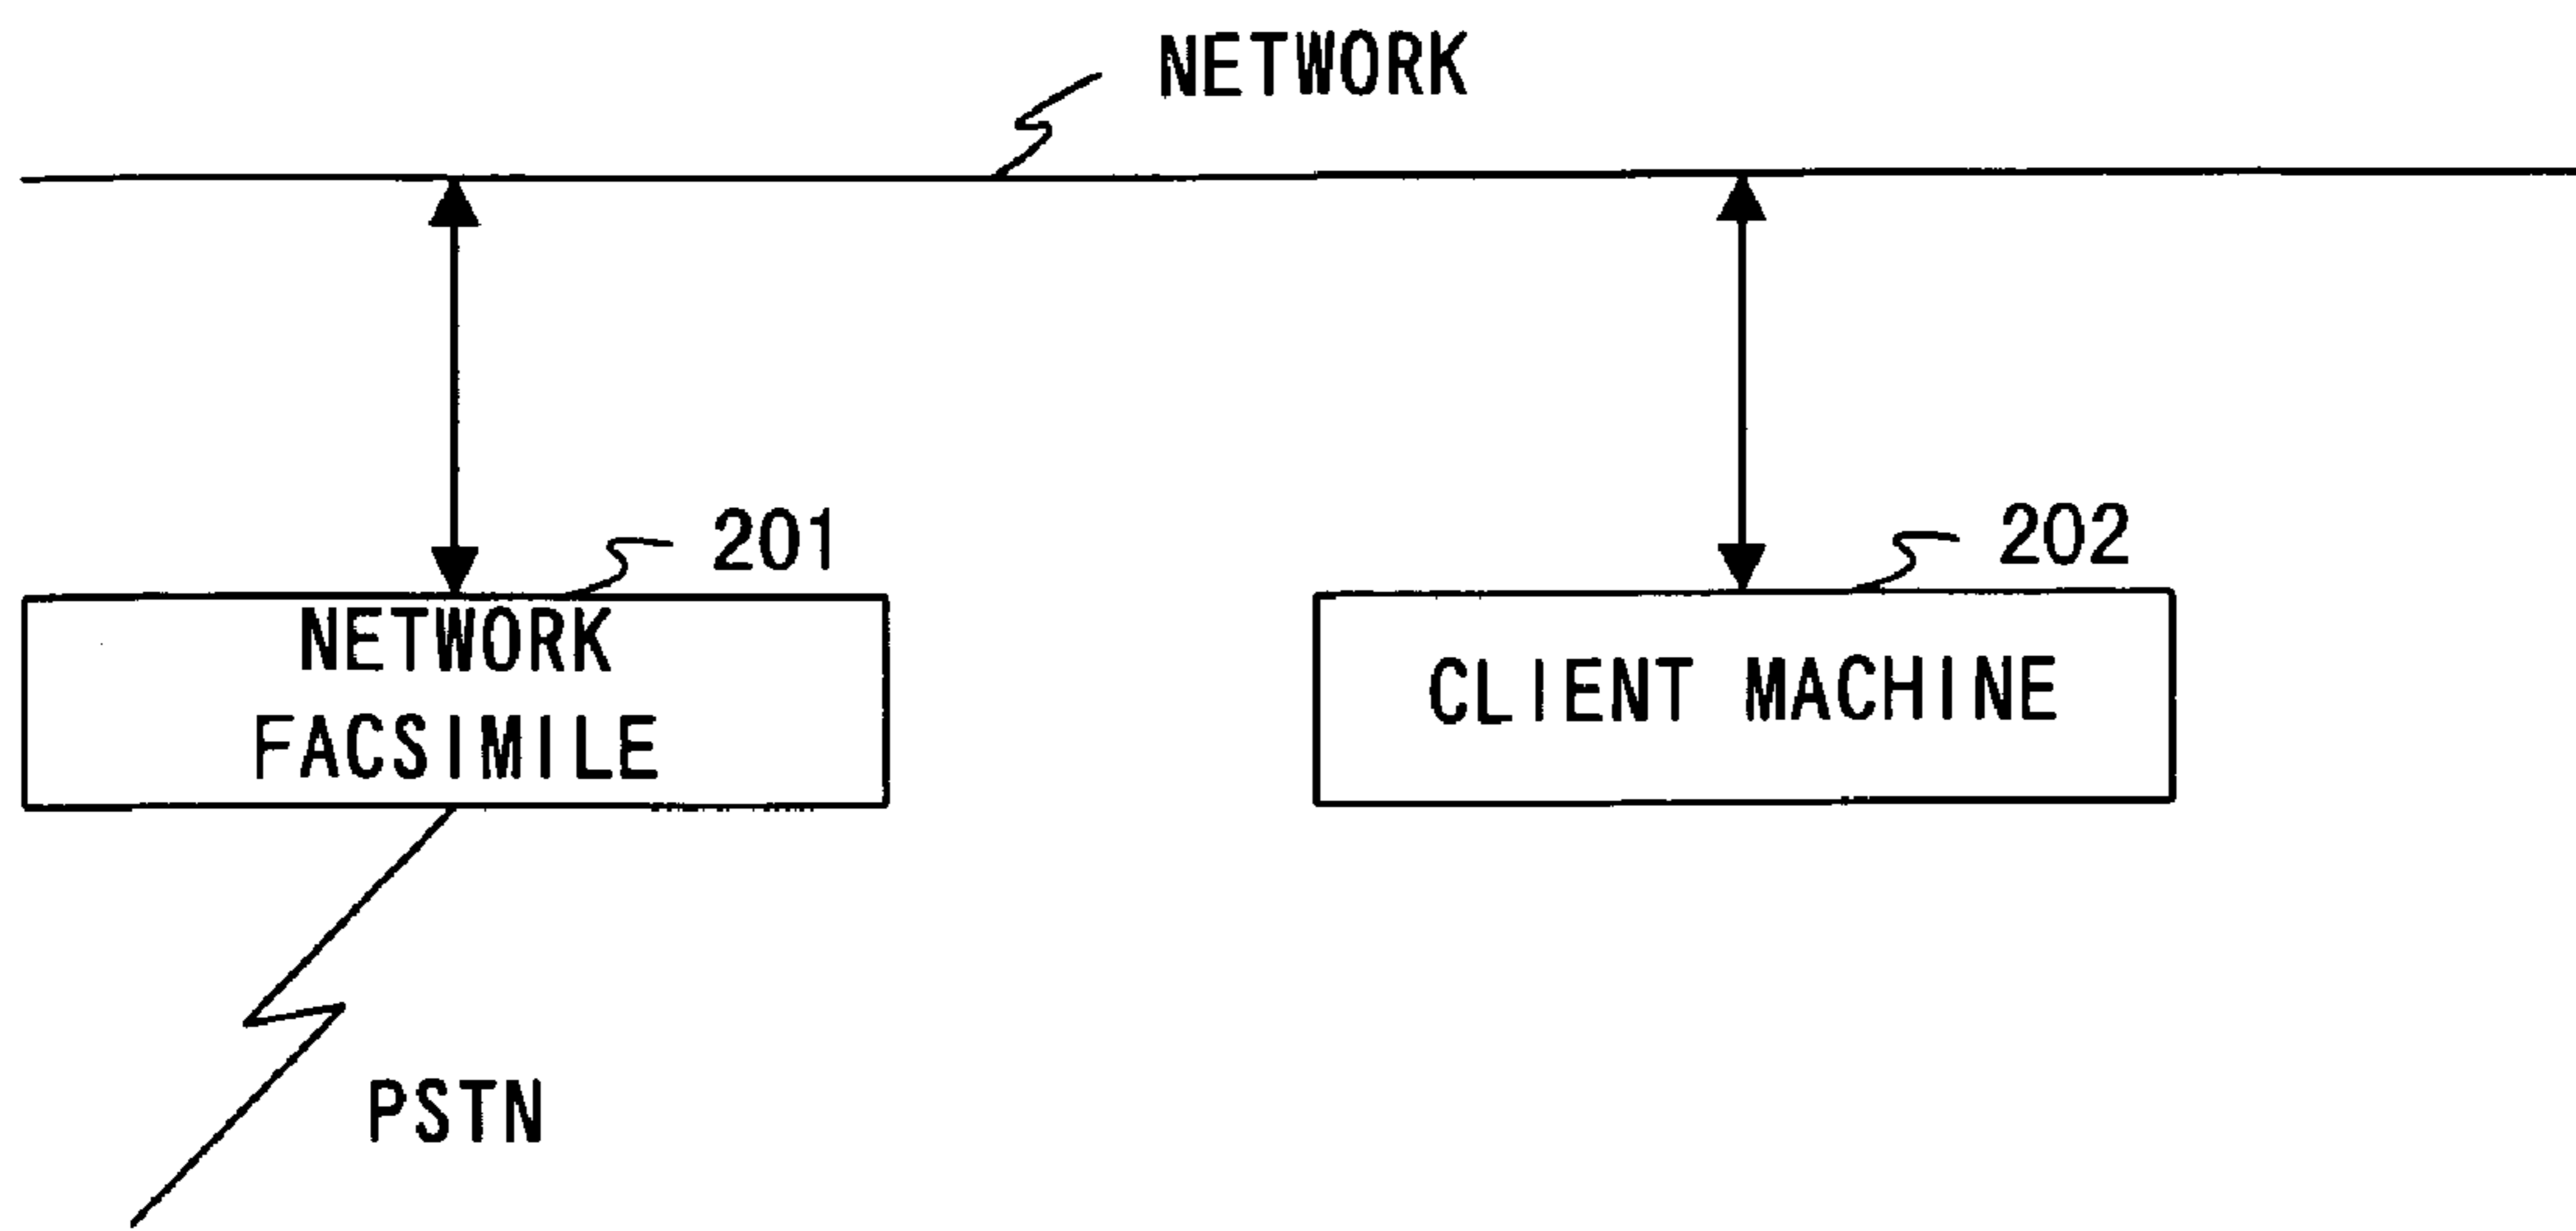 NETWORK
201
202
NETWORK
FACSIMILE
CLIENT MACHINE
PSTN